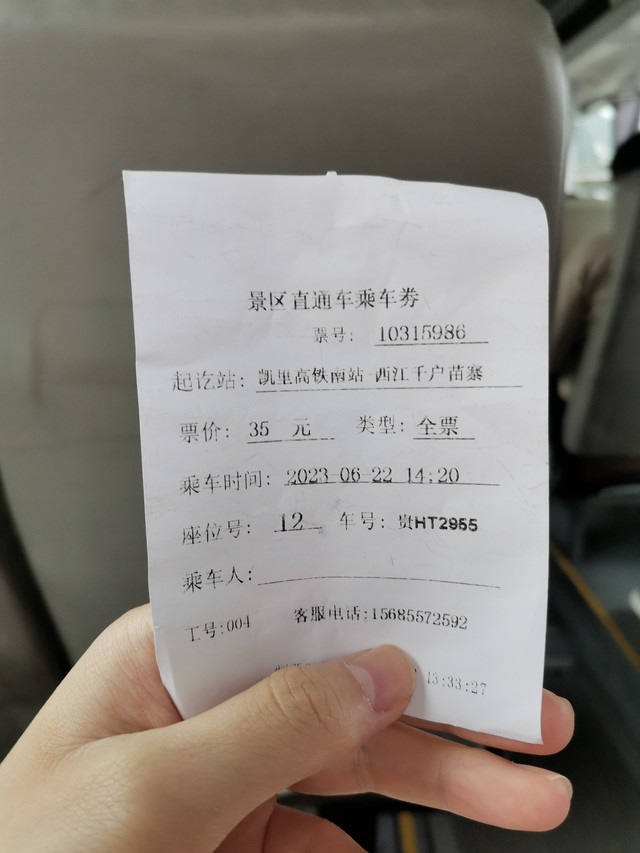 景区直通车乘车券
票号: 10315986
起讫站: 凯里高铁南站 西江千户苗寨
票价: 35 元 类型: 全票
乘车时间: 2023-06-22 14:20
座位号: 12 车号: 贵HT2955
乘车人:
工号:004 客服电话:15685572592
13:33:27